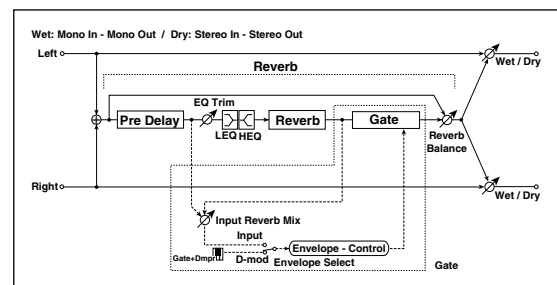 Wet: Mono In - Mono Out / Dry: Stereo In - Stereo Out
Left
Wet / Dry
Reverb
EQ Trim
Pre Delay
LEQ HEQ
Reverb
Gate
Reverb
Balance
Right
Wet / Dry
Input Reverb Mix
Input
Envelope - Control
Gate+Dmpr
D-mod
Envelope Select
Gate